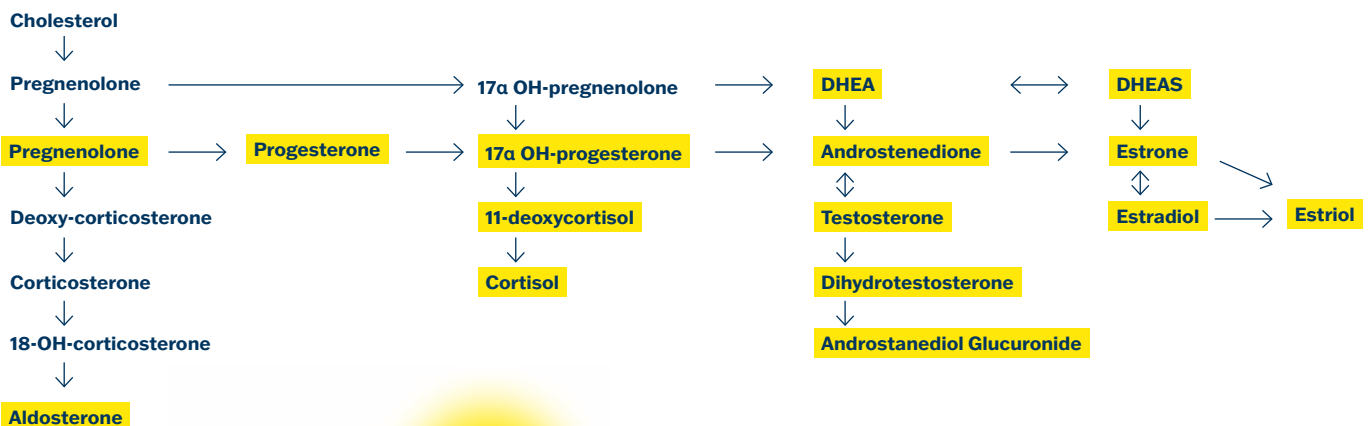 Cholesterol
Pregnenolone
17α OH-pregnenolone
DHEA
DHEAS
Pregnenolone
Progesterone
17α OH-progesterone
Androstenedione
Estrone
Deoxy-corticosterone
11-deoxycortisol
Testosterone
Estradiol
Estriol
Corticosterone
Cortisol
Dihydrotestosterone
18-OH-corticosterone
Androstanediol Glucuronide
Aldosterone